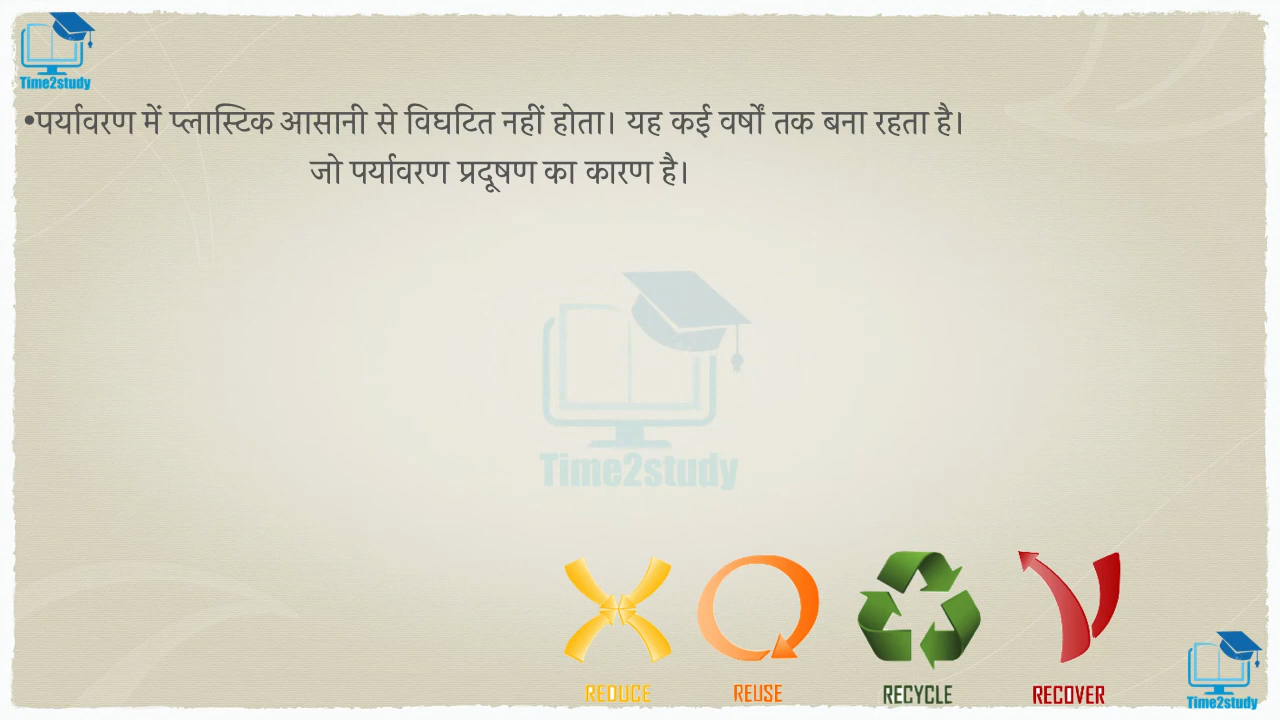 Time2study
•पर्यावरण में प्लास्टिक आसानी से विघटित नहीं होता। यह कई वर्षों तक बना रहता है।
जो पर्यावरण प्रदूषण का कारण है।
Time2study
REDUCE REUSE RECYCLE RECOVER
Time2study